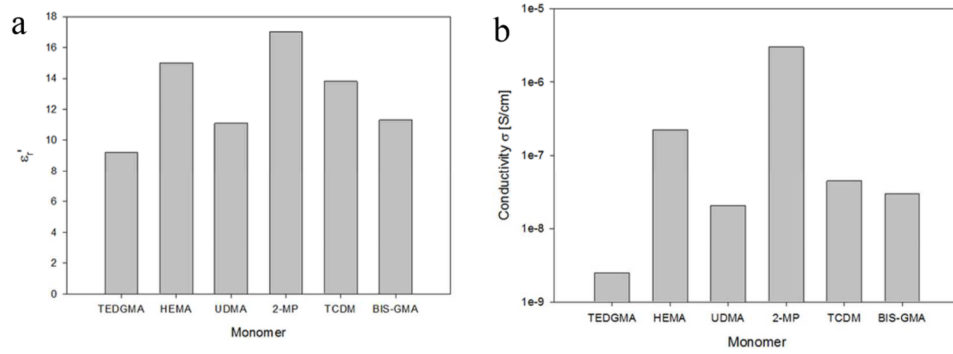 a
18
16
14
12
10
8
6
4
2
0
εr'
TEDGMA HEMA UDMA 2-MP TCDM BIS-GMA
Monomer
b
1e-5
1e-6
1e-7
1e-8
1e-9
Conductivity σ [S/cm]
TEDGMA HEMA UDMA 2-MP TCDM BIS-GMA
Monomer